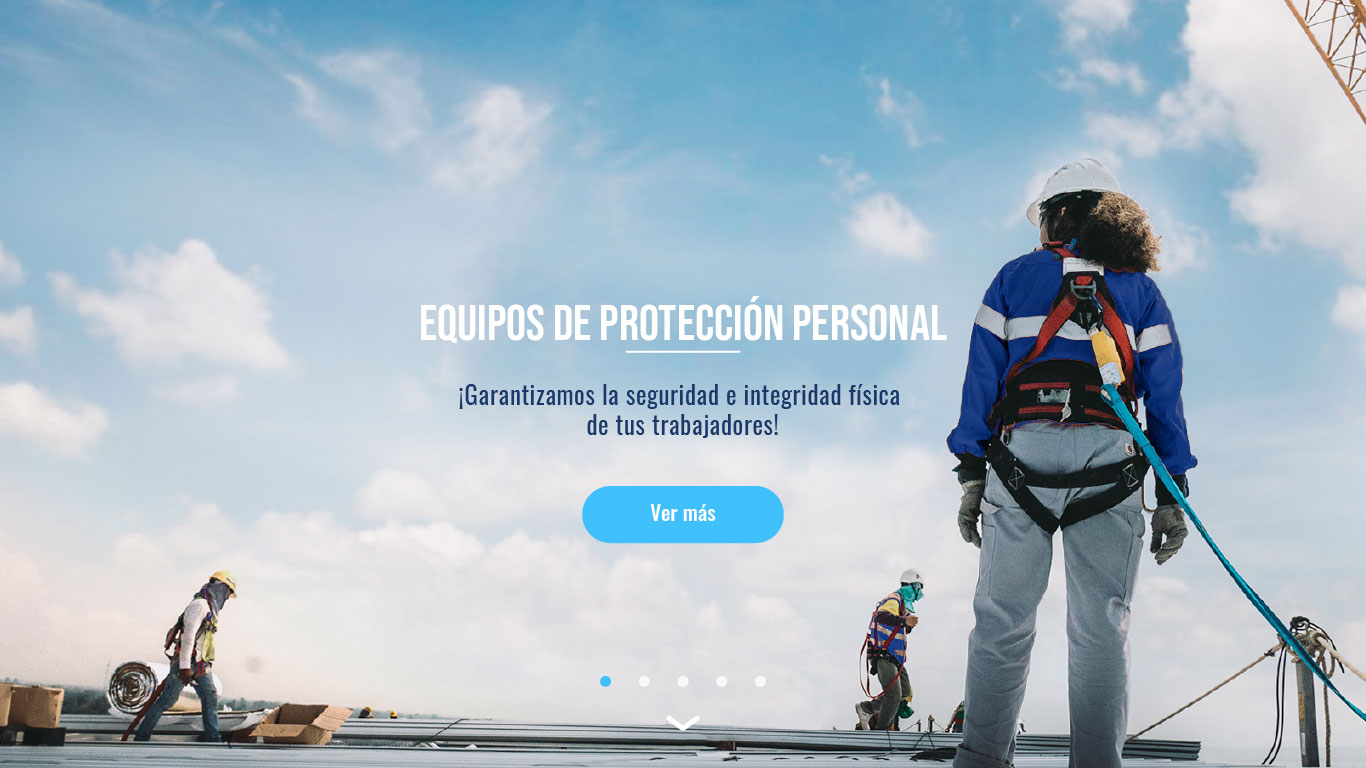 EQUIPOS DE PROTECCIÓN PERSONAL
¡Garantizamos la seguridad e integridad física
de tus trabajadores!
Ver más